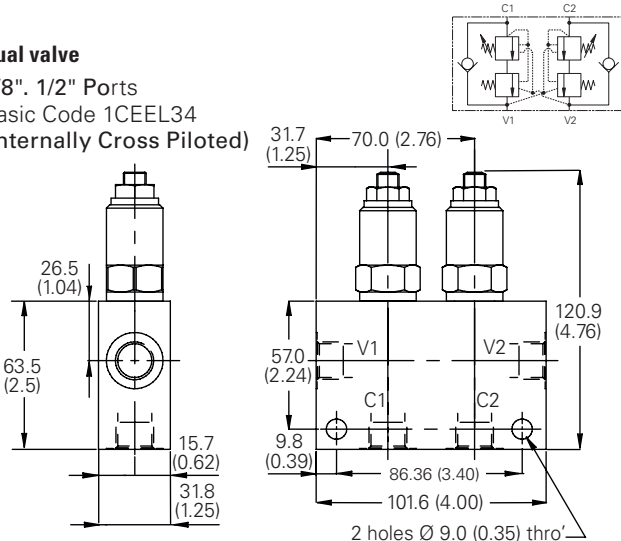 C1 C2
V1 V2
ual valve
/8". 1/2" Ports
asic Code 1CEEL34
nternally Cross Piloted)
31.7
(1.25)
70.0 (2.76)
26.5
(1.04)
63.5
(2.5)
15.7
(0.62)
31.8
(1.25)
57.0
(2.24)
9.8
(0.39)
V1 V2
C1 C2
120.9
(4.76)
86.36 (3.40)
101.6 (4.00)
2 holes Ø 9.0 (0.35) thro'